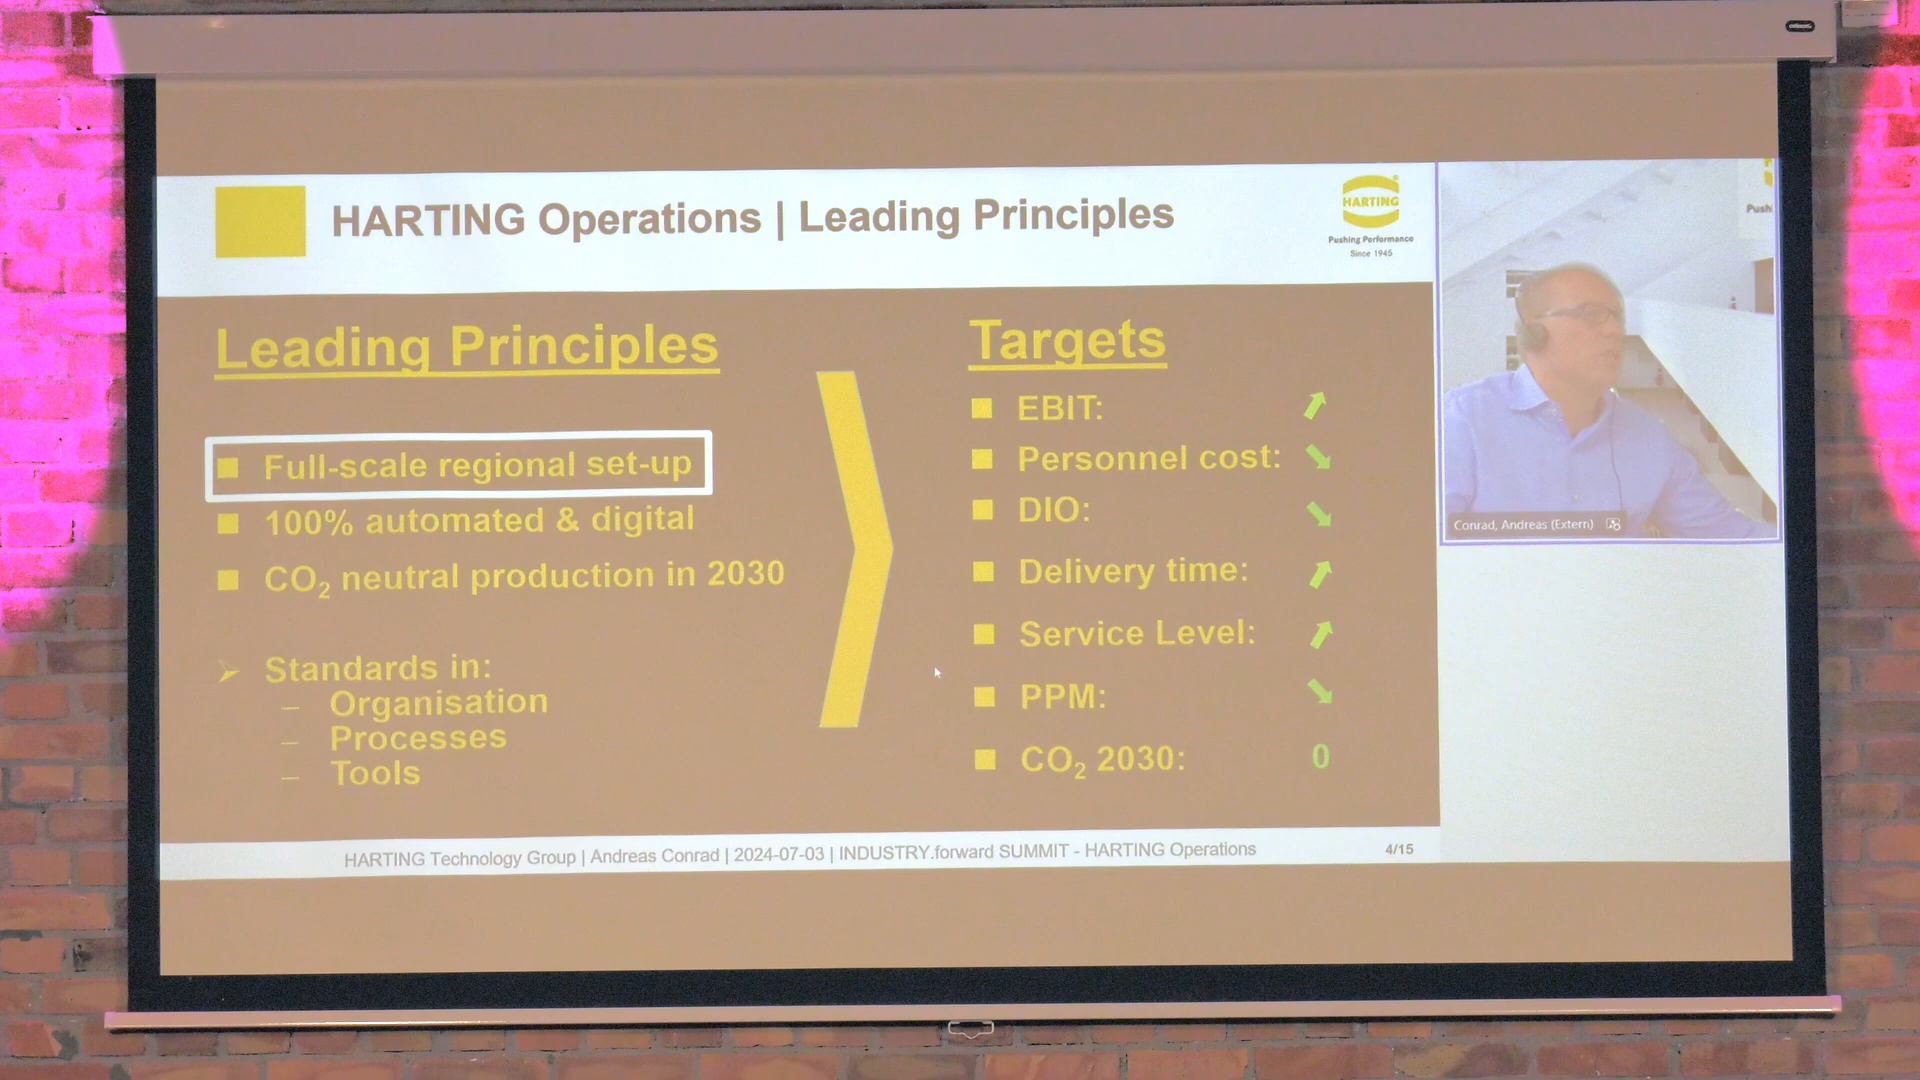 HARTING Operations | Leading Principles
HARTING
Pushing Performance
Since 1945
Push
Leading Principles
Full-scale regional set-up
100% automated & digital
CO₂ neutral production in 2030
Standards in:
– Organisation
– Processes
– Tools
Targets
EBIT:
Personnel cost:
DIO:
Delivery time:
Service Level:
PPM:
CO₂ 2030: 0
Conrad, Andreas (Extern)
HARTING Technology Group | Andreas Conrad | 2024-07-03 | INDUSTRY.forward SUMMIT - HARTING Operations
4/15